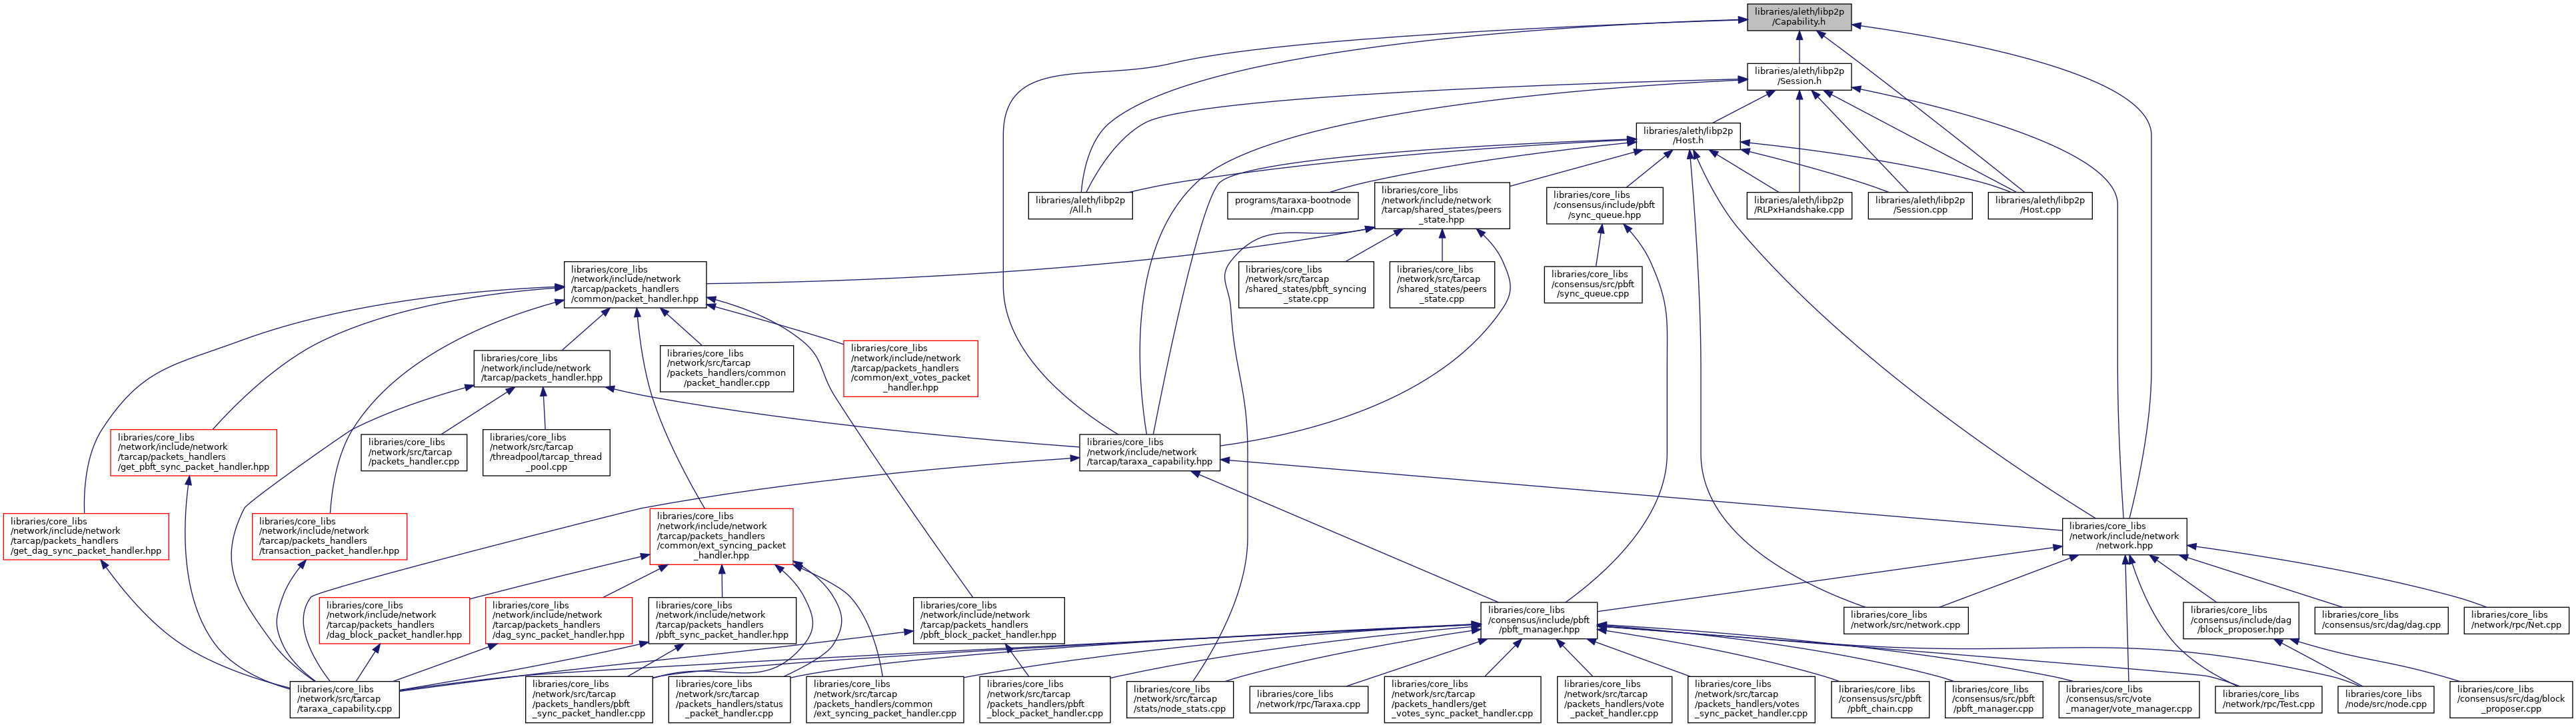 libraries/aleth/libp2p
/Capability.h
libraries/aleth/libp2p
/Session.h
libraries/aleth/libp2p
/Host.h
libraries/aleth/libp2p
/All.h
programs/taraxa-bootnode
/main.cpp
libraries/core_libs
/network/include/network
/tarcap/shared_states/peers
_state.hpp
libraries/core_libs
/consensus/include/pbft
/sync_queue.hpp
libraries/aleth/libp2p
/RLPxHandshake.cpp
libraries/aleth/libp2p
/Session.cpp
libraries/aleth/libp2p
/Host.cpp
libraries/core_libs
/network/include/network
/tarcap/packets_handlers
/common/packet_handler.hpp
libraries/core_libs
/network/src/tarcap
/shared_states/pbft_syncing
_state.cpp
libraries/core_libs
/network/src/tarcap
/shared_states/peers
_state.cpp
libraries/core_libs
/consensus/src/pbft
/sync_queue.cpp
libraries/core_libs
/network/include/network
/tarcap/packets_handler.hpp
libraries/core_libs
/network/src/tarcap
/packets_handlers/common
/packet_handler.cpp
libraries/core_libs
/network/include/network
/tarcap/packets_handlers
/common/ext_votes_packet
_handler.hpp
libraries/core_libs
/network/include/network
/tarcap/packets_handlers
/get_pbft_sync_packet_handler.hpp
libraries/core_libs
/network/src/tarcap
/packets_handler.cpp
libraries/core_libs
/network/src/tarcap
/threadpool/tarcap_thread
_pool.cpp
libraries/core_libs
/network/include/network
/tarcap/taraxa_capability.hpp
libraries/core_libs
/network/include/network
/tarcap/packets_handlers
/get_dag_sync_packet_handler.hpp
libraries/core_libs
/network/include/network
/tarcap/packets_handlers
/transaction_packet_handler.hpp
libraries/core_libs
/network/include/network
/tarcap/packets_handlers
/common/ext_syncing_packet
_handler.hpp
libraries/core_libs
/network/include/network
/network.hpp
libraries/core_libs
/network/include/network
/tarcap/packets_handlers
/dag_block_packet_handler.hpp
libraries/core_libs
/network/include/network
/tarcap/packets_handlers
/dag_sync_packet_handler.hpp
libraries/core_libs
/network/include/network
/tarcap/packets_handlers
/pbft_sync_packet_handler.hpp
libraries/core_libs
/network/include/network
/tarcap/packets_handlers
/pbft_block_packet_handler.hpp
libraries/core_libs
/consensus/include/pbft
/pbft_manager.hpp
libraries/core_libs
/network/src/network.cpp
libraries/core_libs
/consensus/include/dag
/block_proposer.hpp
libraries/core_libs
/consensus/src/dag/dag.cpp
libraries/core_libs
/network/rpc/Net.cpp
libraries/core_libs
/network/src/tarcap
/taraxa_capability.cpp
libraries/core_libs
/network/src/tarcap
/packets_handlers/pbft
_sync_packet_handler.cpp
libraries/core_libs
/network/src/tarcap
/packets_handlers/status
_packet_handler.cpp
libraries/core_libs
/network/src/tarcap
/packets_handlers/common
/ext_syncing_packet_handler.cpp
libraries/core_libs
/network/src/tarcap
/packets_handlers/pbft
_block_packet_handler.cpp
libraries/core_libs
/network/src/tarcap
/stats/node_stats.cpp
libraries/core_libs
/network/rpc/Taraxa.cpp
libraries/core_libs
/network/src/tarcap
/packets_handlers/get
_votes_sync_packet_handler.cpp
libraries/core_libs
/network/src/tarcap
/packets_handlers/vote
_packet_handler.cpp
libraries/core_libs
/network/src/tarcap
/packets_handlers/votes
_sync_packet_handler.cpp
libraries/core_libs
/consensus/src/pbft
/pbft_chain.cpp
libraries/core_libs
/consensus/src/pbft
/pbft_manager.cpp
libraries/core_libs
/consensus/src/vote
_manager/vote_manager.cpp
libraries/core_libs
/network/rpc/Test.cpp
libraries/core_libs
/node/src/node.cpp
libraries/core_libs
/consensus/src/dag/block
_proposer.cpp